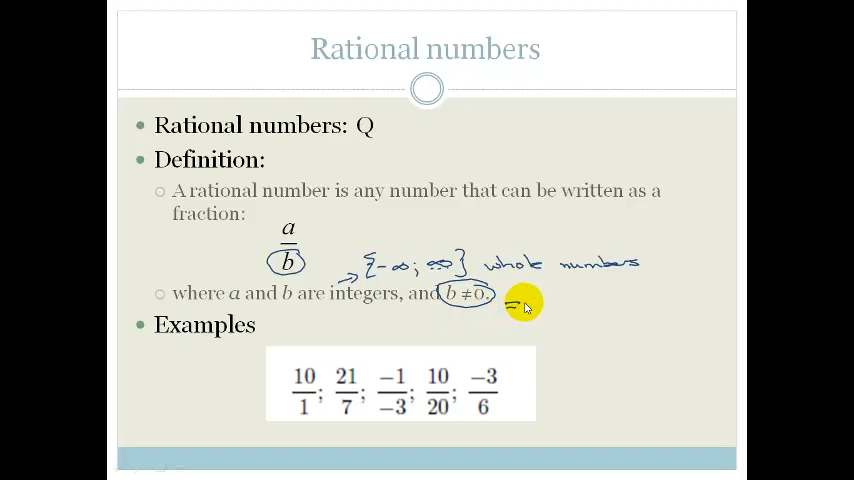 Rational numbers
Rational numbers: Q
Definition:
A rational number is any number that can be written as a
fraction:
a
b
{-∞; ∞} whole numbers
where a and b are integers, and b ≠ 0. =
Examples
10/1; 21/7; -1/-3; 10/20; -3/6